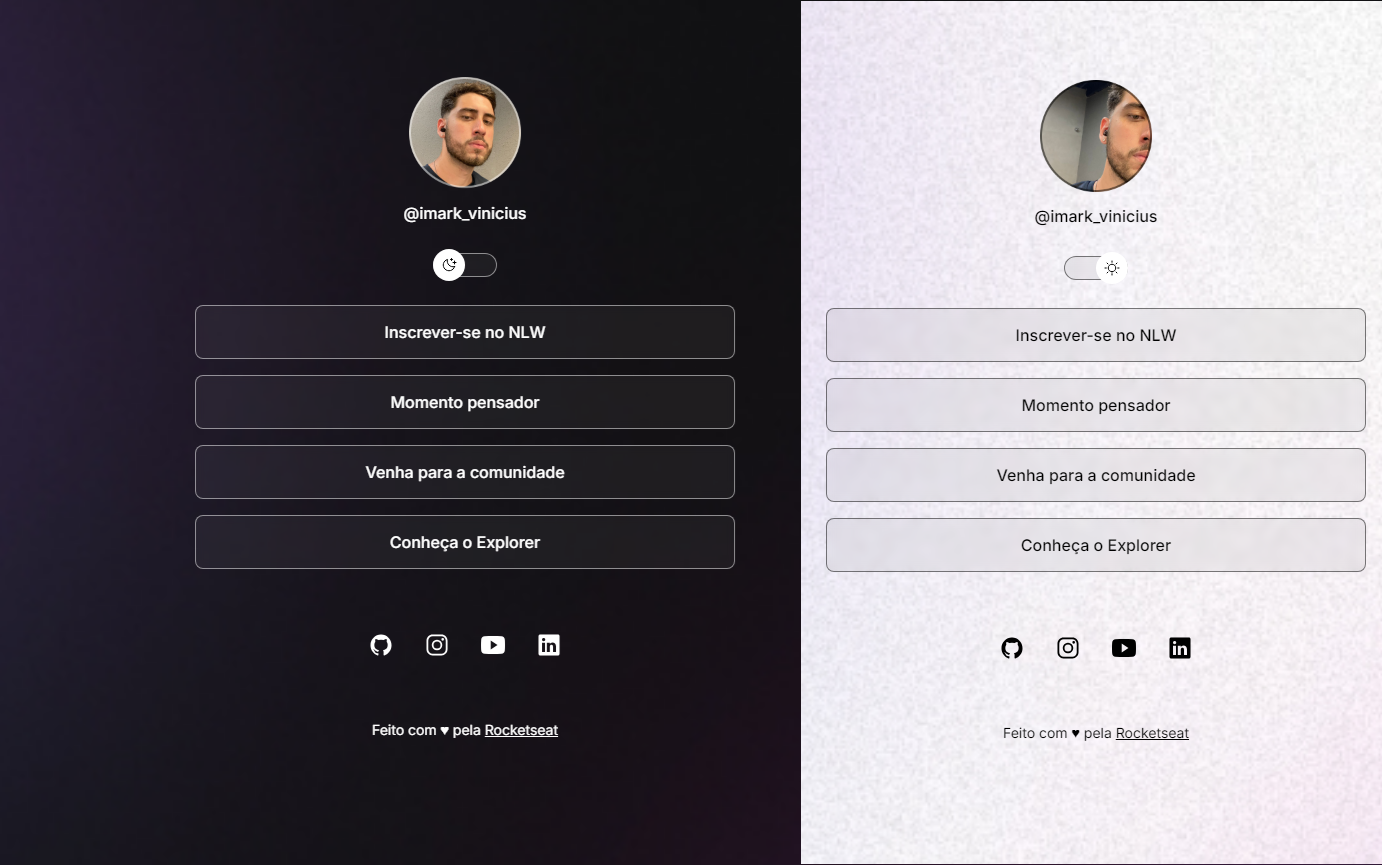 @imark_vinicius
Inscrever-se no NLW
Momento pensador
Venha para a comunidade
Conheça o Explorer
Feito com ♥ pela Rocketseat
@imark_vinicius
Inscrever-se no NLW
Momento pensador
Venha para a comunidade
Conheça o Explorer
Feito com ♥ pela Rocketseat